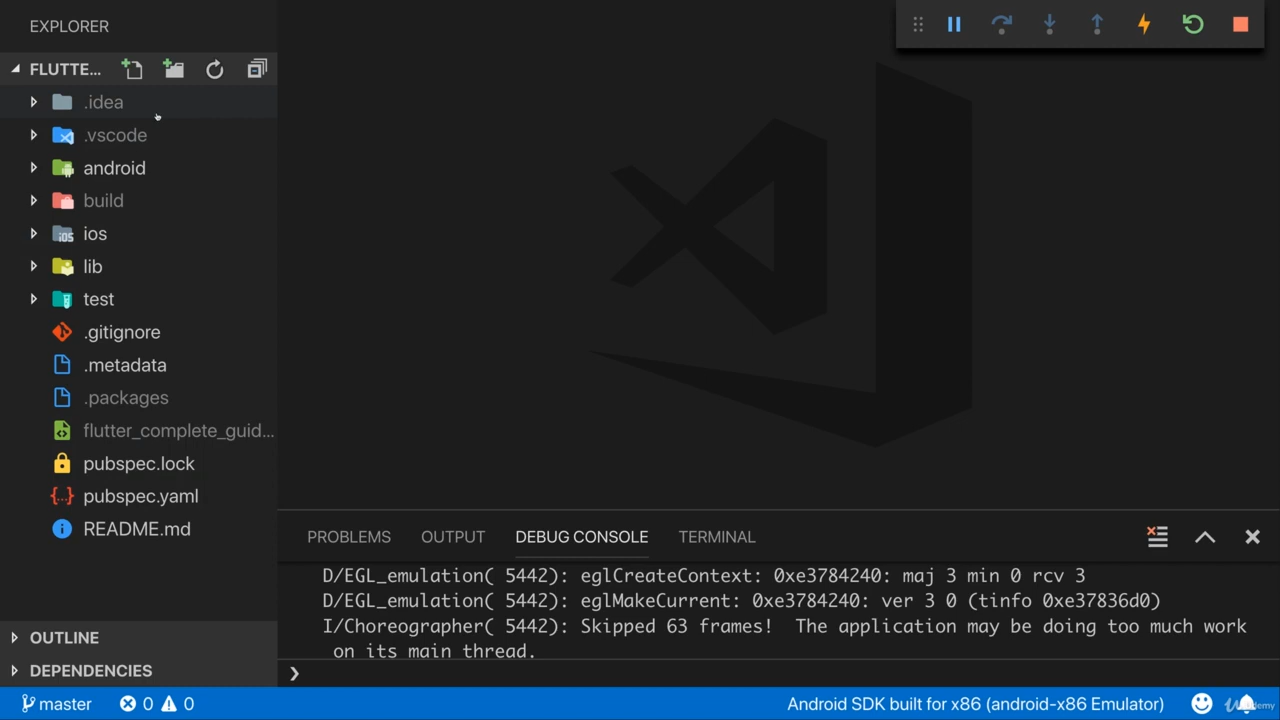 EXPLORER
FLUTTE...
.idea
.vscode
android
build
ios
lib
test
.gitignore
.metadata
.packages
flutter_complete_guid...
pubspec.lock
pubspec.yaml
README.md
OUTLINE
DEPENDENCIES
PROBLEMS OUTPUT DEBUG CONSOLE TERMINAL
D/EGL_emulation( 5442): eglCreateContext: 0xe3784240: maj 3 min 0 rcv 3
D/EGL_emulation( 5442): eglMakeCurrent: 0xe3784240: ver 3 0 (tinfo 0xe37836d0)
I/Choreographer( 5442): Skipped 63 frames!  The application may be doing too much work
on its main thread.
master 0 0 Android SDK built for x86 (android-x86 Emulator)